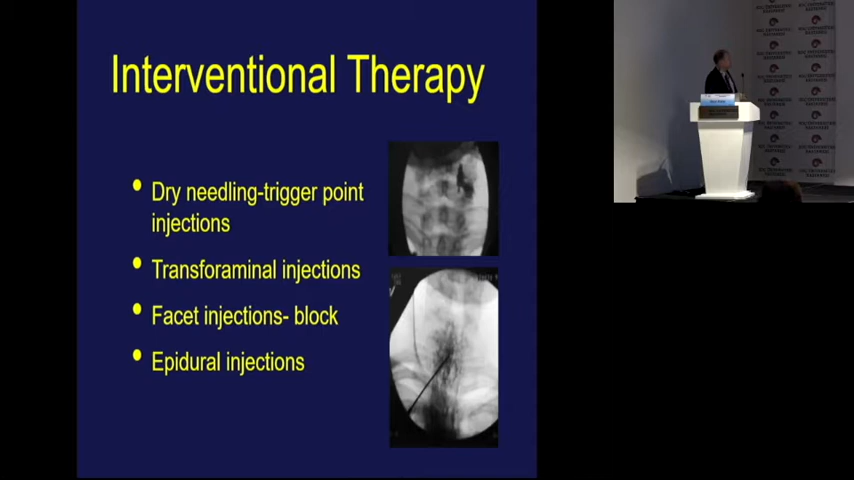 Interventional Therapy
• Dry needling-trigger point
injections
• Transforaminal injections
• Facet injections- block
• Epidural injections